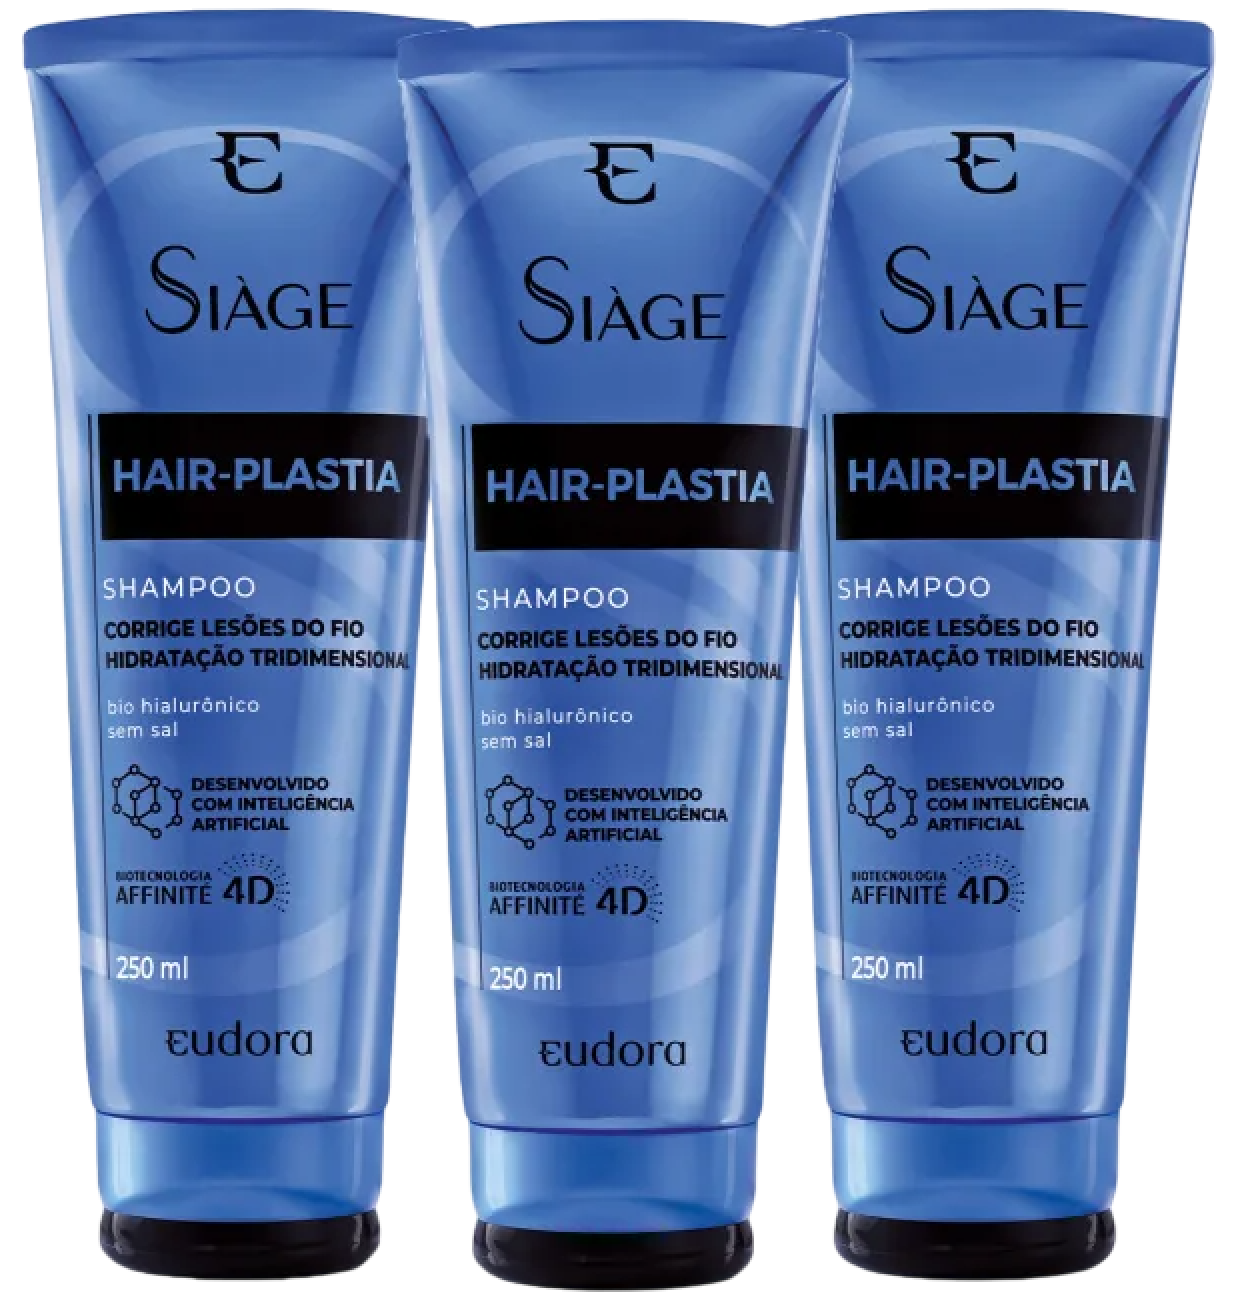 E
SIÀGE
HAIR-PLASTIA
SHAMPOO
CORRIGE LESÕES DO FIO
HIDRATAÇÃO TRIDIMENSIONAL
bio hialurônico
sem sal
DESENVOLVIDO
COM INTELIGÊNCIA
ARTIFICIAL
BIOTECNOLOGIA
AFFINITÉ 4D
250 ml
eudora
E
SIÀGE
HAIR-PLASTIA
SHAMPOO
CORRIGE LESÕES DO FIO
HIDRATAÇÃO TRIDIMENSIONAL
bio hialurônico
sem sal
DESENVOLVIDO
COM INTELIGÊNCIA
ARTIFICIAL
BIOTECNOLOGIA
AFFINITÉ 4D
250 ml
eudora
E
SIÀGE
HAIR-PLASTIA
SHAMPOO
CORRIGE LESÕES DO FIO
HIDRATAÇÃO TRIDIMENSIONAL
bio hialurônico
sem sal
DESENVOLVIDO
COM INTELIGÊNCIA
ARTIFICIAL
BIOTECNOLOGIA
AFFINITÉ 4D
250 ml
eudora